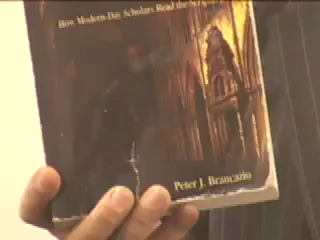 How Modern-Day Scholars Read the
Peter J. Brancazio